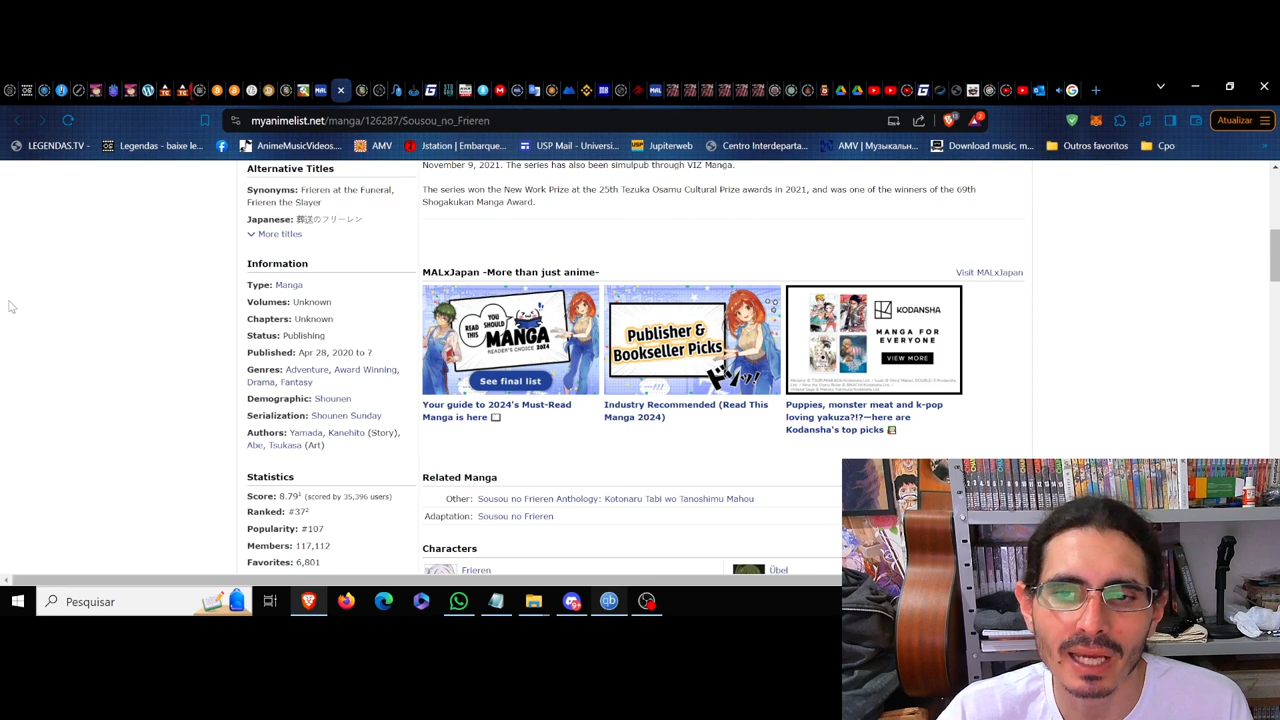 myanimelist.net/manga/126287/Sousou_no_Frieren
Atualizar
LEGENDAS.TV -
Legendas - baixe le...
AnimeMusicVideos...
AMV
Jstation | Embarque...
USP Mail - Universi...
Jupiterweb
Centro Interdeparta...
AMV | Музыкальн...
Download music, m...
Outros favoritos
Cpo
Alternative Titles
Synonyms: Frieren at the Funeral,
Frieren the Slayer
Japanese: 葬送のフリーレン
More titles
Information
Type: Manga
Volumes: Unknown
Chapters: Unknown
Status: Publishing
Published: Apr 28, 2020 to ?
Genres: Adventure, Award Winning,
Drama, Fantasy
Demographic: Shounen
Serialization: Shounen Sunday
Authors: Yamada, Kanehito (Story),
Abe, Tsukasa (Art)
Statistics
Score: 8.79¹ (scored by 35,396 users)
Ranked: #37²
Popularity: #107
Members: 117,112
Favorites: 6,801
November 9, 2021. The series has also been simulpub through VIZ Manga.
The series won the New Work Prize at the 25th Tezuka Osamu Cultural Prize awards in 2021, and was one of the winners of the 69th
Shogakukan Manga Award.
MALxJapan -More than just anime-
Visit MALxJapan
READ THIS
YOU SHOULD
MANGA
READER'S CHOICE 2024
See final list
Your guide to 2024's Must-Read
Manga is here
Publisher &
Bookseller Picks
Industry Recommended (Read This
Manga 2024)
KODANSHA
MANGA FOR
EVERYONE
VIEW MORE
Puppies, monster meat and k-pop
loving yakuza?!?—here are
Kodansha's top picks
Related Manga
Other: Sousou no Frieren Anthology: Kotonaru Tabi wo Tanoshimu Mahou
Adaptation: Sousou no Frieren
Characters
Frieren
Übel
Pesquisar